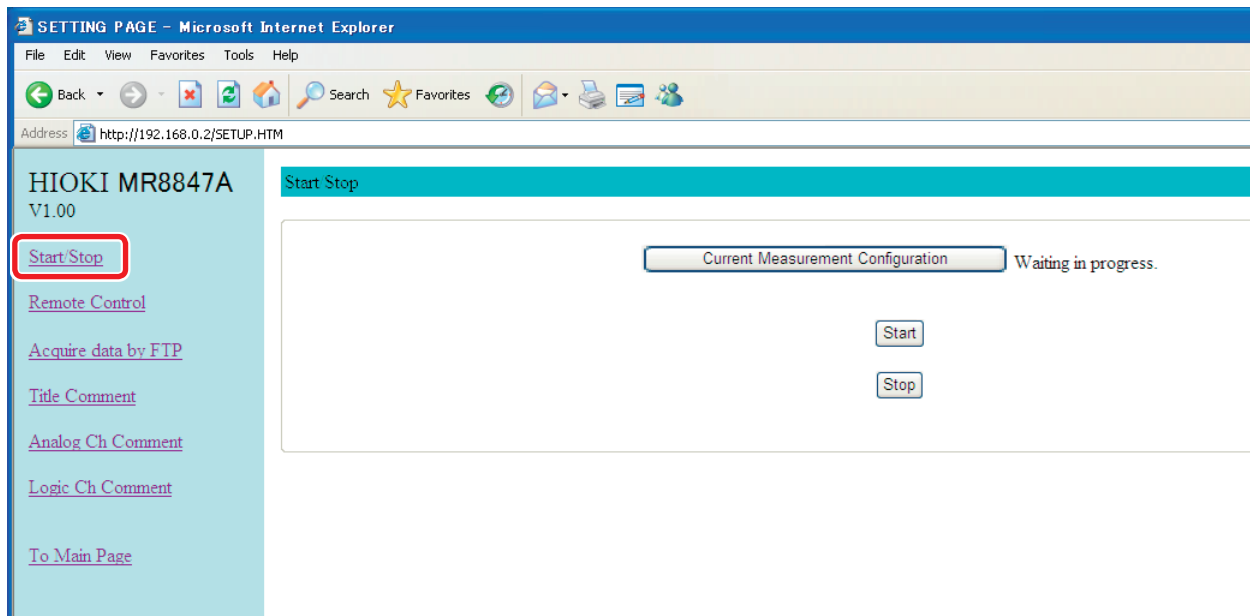 SETTING PAGE - Microsoft Internet Explorer
File Edit View Favorites Tools Help
Back Search Favorites
Address http://192.168.0.2/SETUP.HTM
HIOKI MR8847A
V1.00
Start/Stop
Remote Control
Acquire data by FTP
Title Comment
Analog Ch Comment
Logic Ch Comment
To Main Page
Start Stop
Current Measurement Configuration Waiting in progress.
Start
Stop